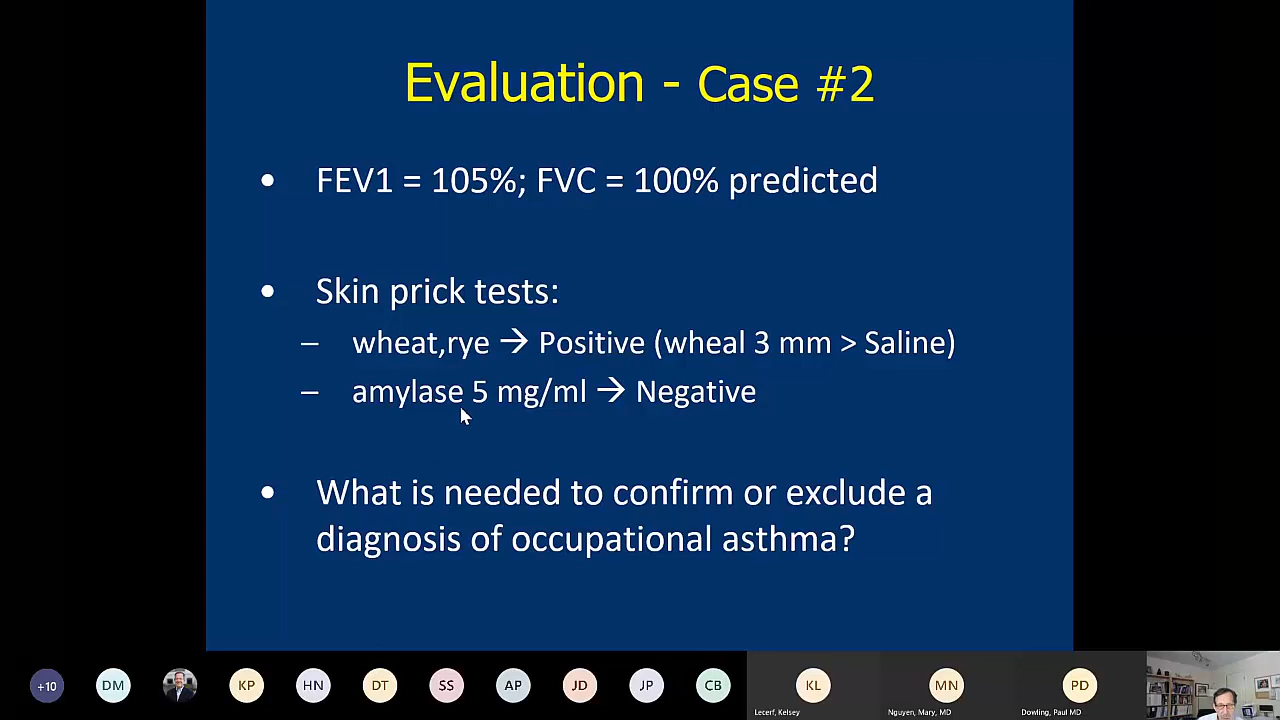 Evaluation - Case #2
• FEV1 = 105%; FVC = 100% predicted
• Skin prick tests:
– wheat,rye → Positive (wheal 3 mm > Saline)
– amylase 5 mg/ml → Negative
• What is needed to confirm or exclude a
diagnosis of occupational asthma?
+10 DM KP HN DT SS AP JD JP CB KL MN PD
Lecerf, Kelsey Nguyen, Mary, MD Dowling, Paul MD